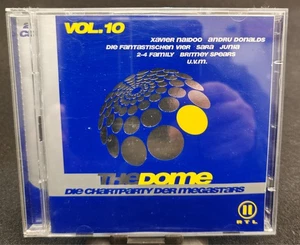 VOL.10
XAVIER NAIDOO ANDRU DONALDS
DIE FANTASTISCHEN VIER SARA JUNIA
2-4 FAMILY BRITNEY SPEARS
U.V.M.
THE DOME
DIE CHARTPARTY DER MEGASTARS
RTL